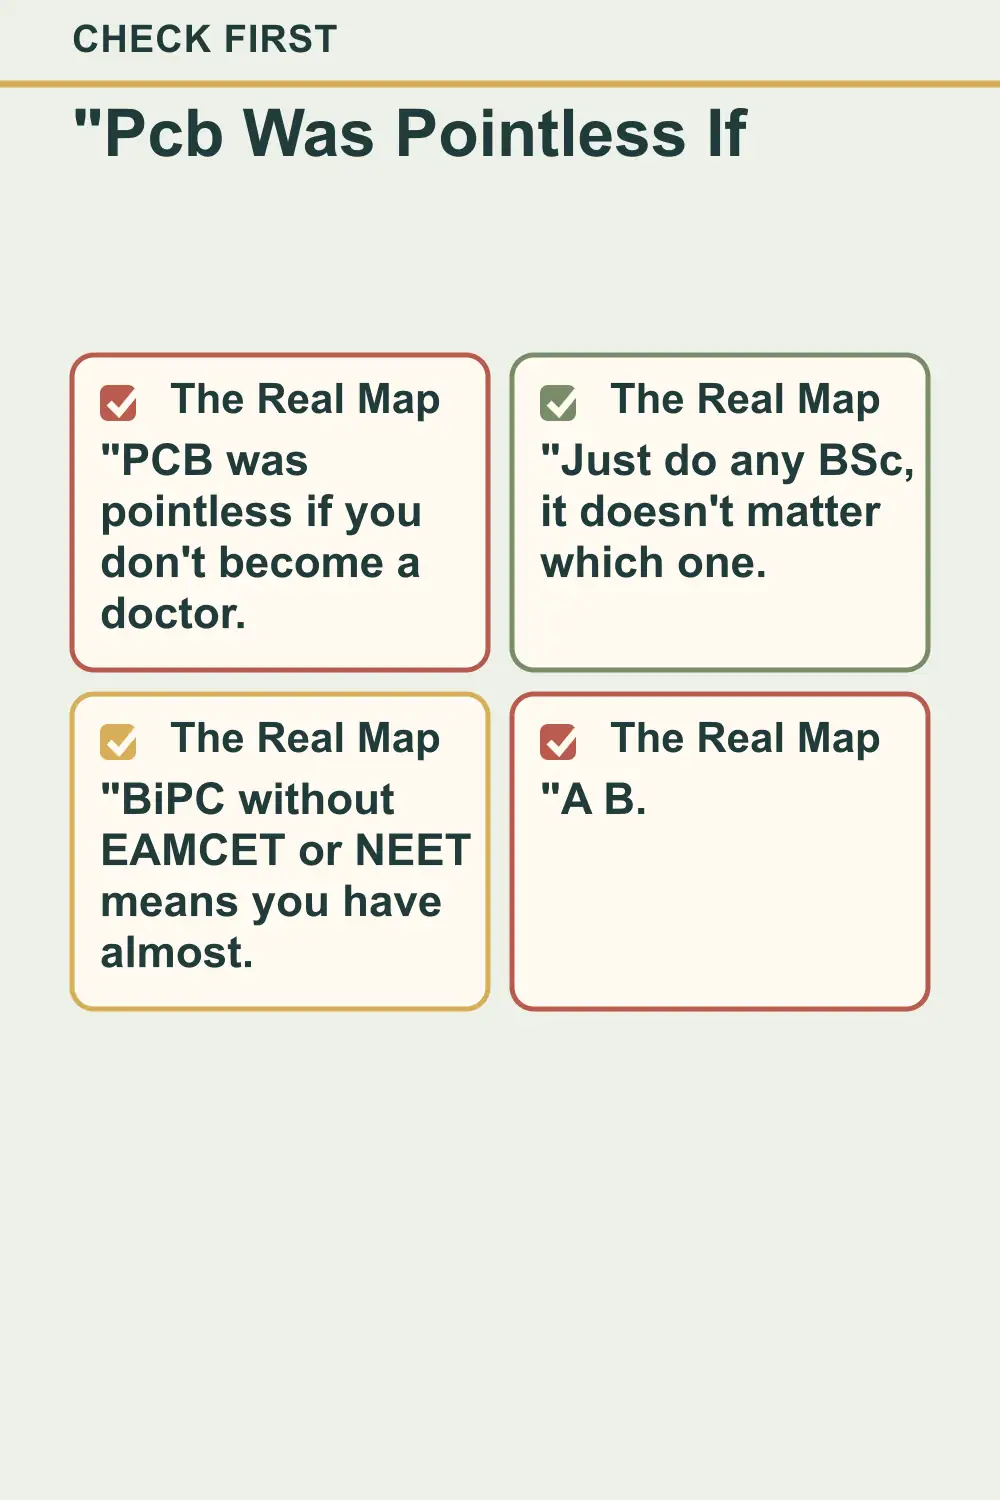 CHECK FIRST
"Pcb Was Pointless If
The Real Map
"PCB was
pointless if you
don't become a
doctor.
The Real Map
"Just do any BSc,
it doesn't matter
which one.
The Real Map
"BiPC without
EAMCET or NEET
means you have
almost.
The Real Map
"A B.